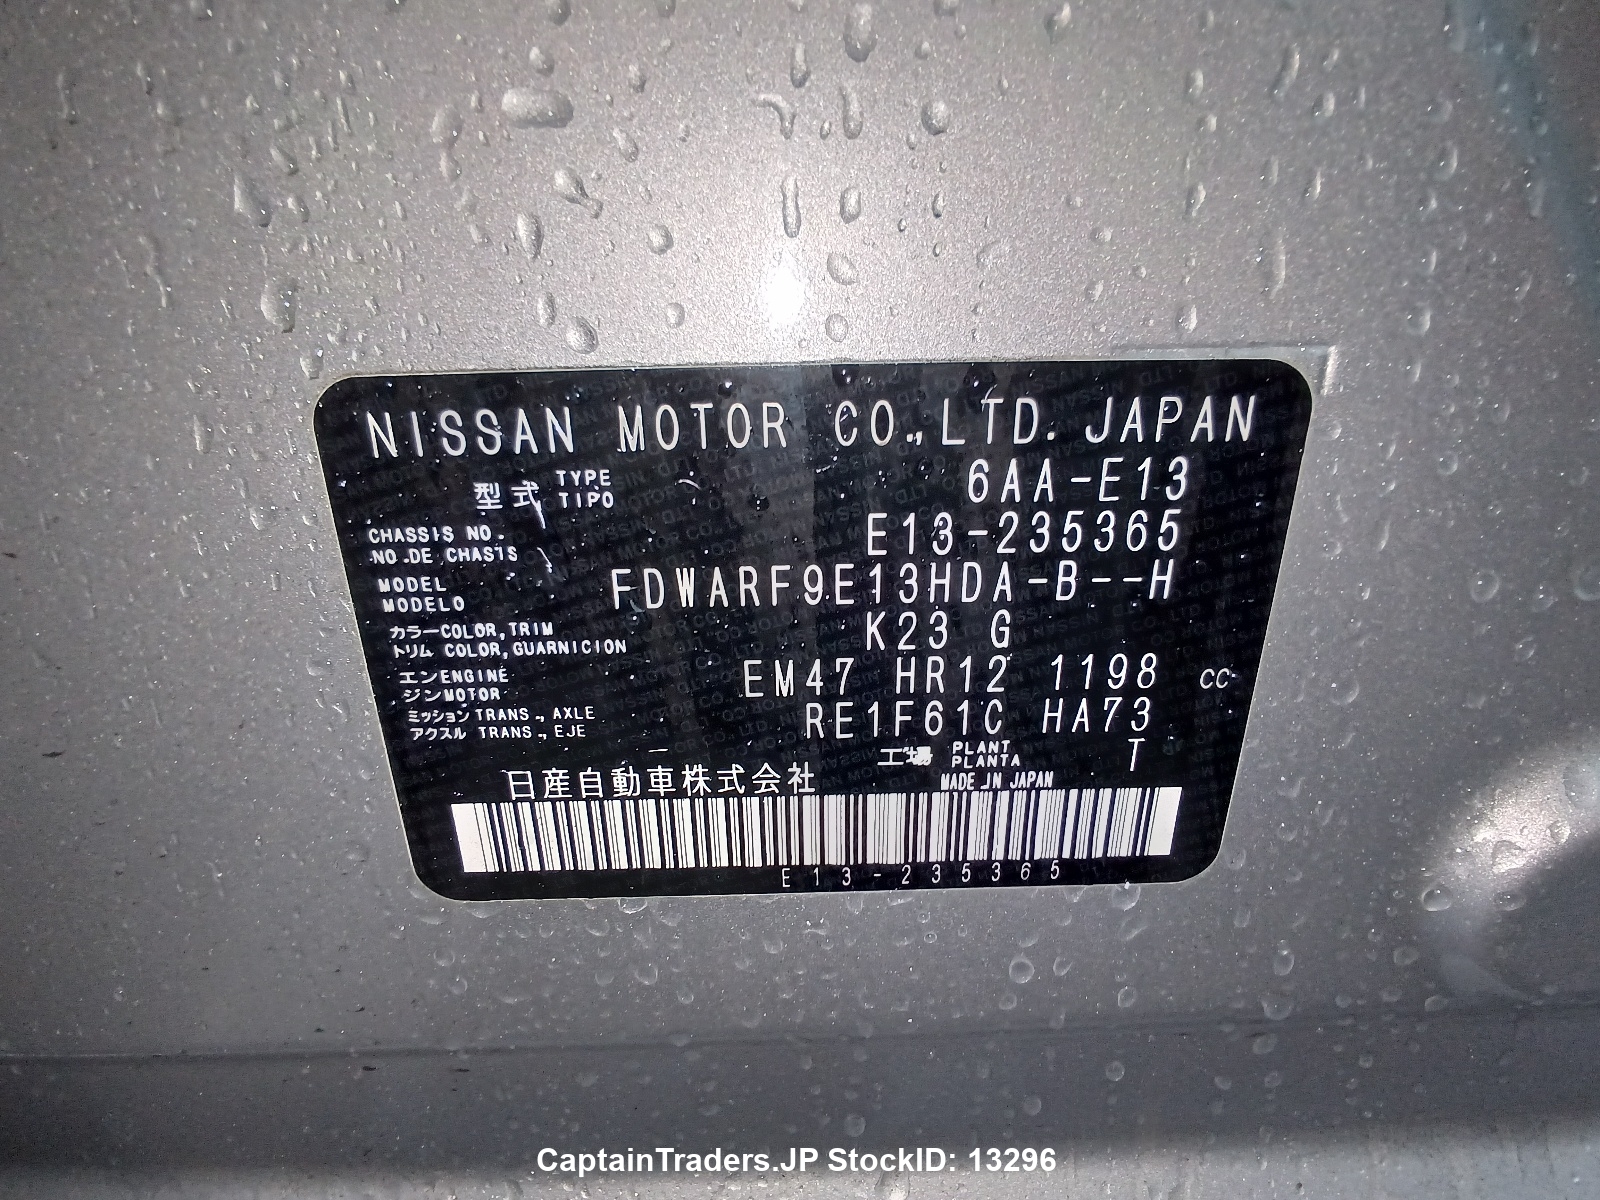 NISSAN MOTOR CO.,LTD. JAPAN
型式 TYPE TIPO 6AA-E13
CHASSIS NO. NO.DE CHASIS E13-235365
MODEL MODELO FDWARF9E13HDA-B--H
カラー COLOR,TRIM K23 G
トリム COLOR,GUARNICION
エンジン ENGINE MOTOR EM47 HR12 1198 cc
ミッション TRANS., AXLE RE1F61C HA73
アクスル TRANS., EJE
工場 PLANT PLANTA T
日産自動車株式会社 MADE IN JAPAN
E13-235365
CaptainTraders.JP StockID: 13296